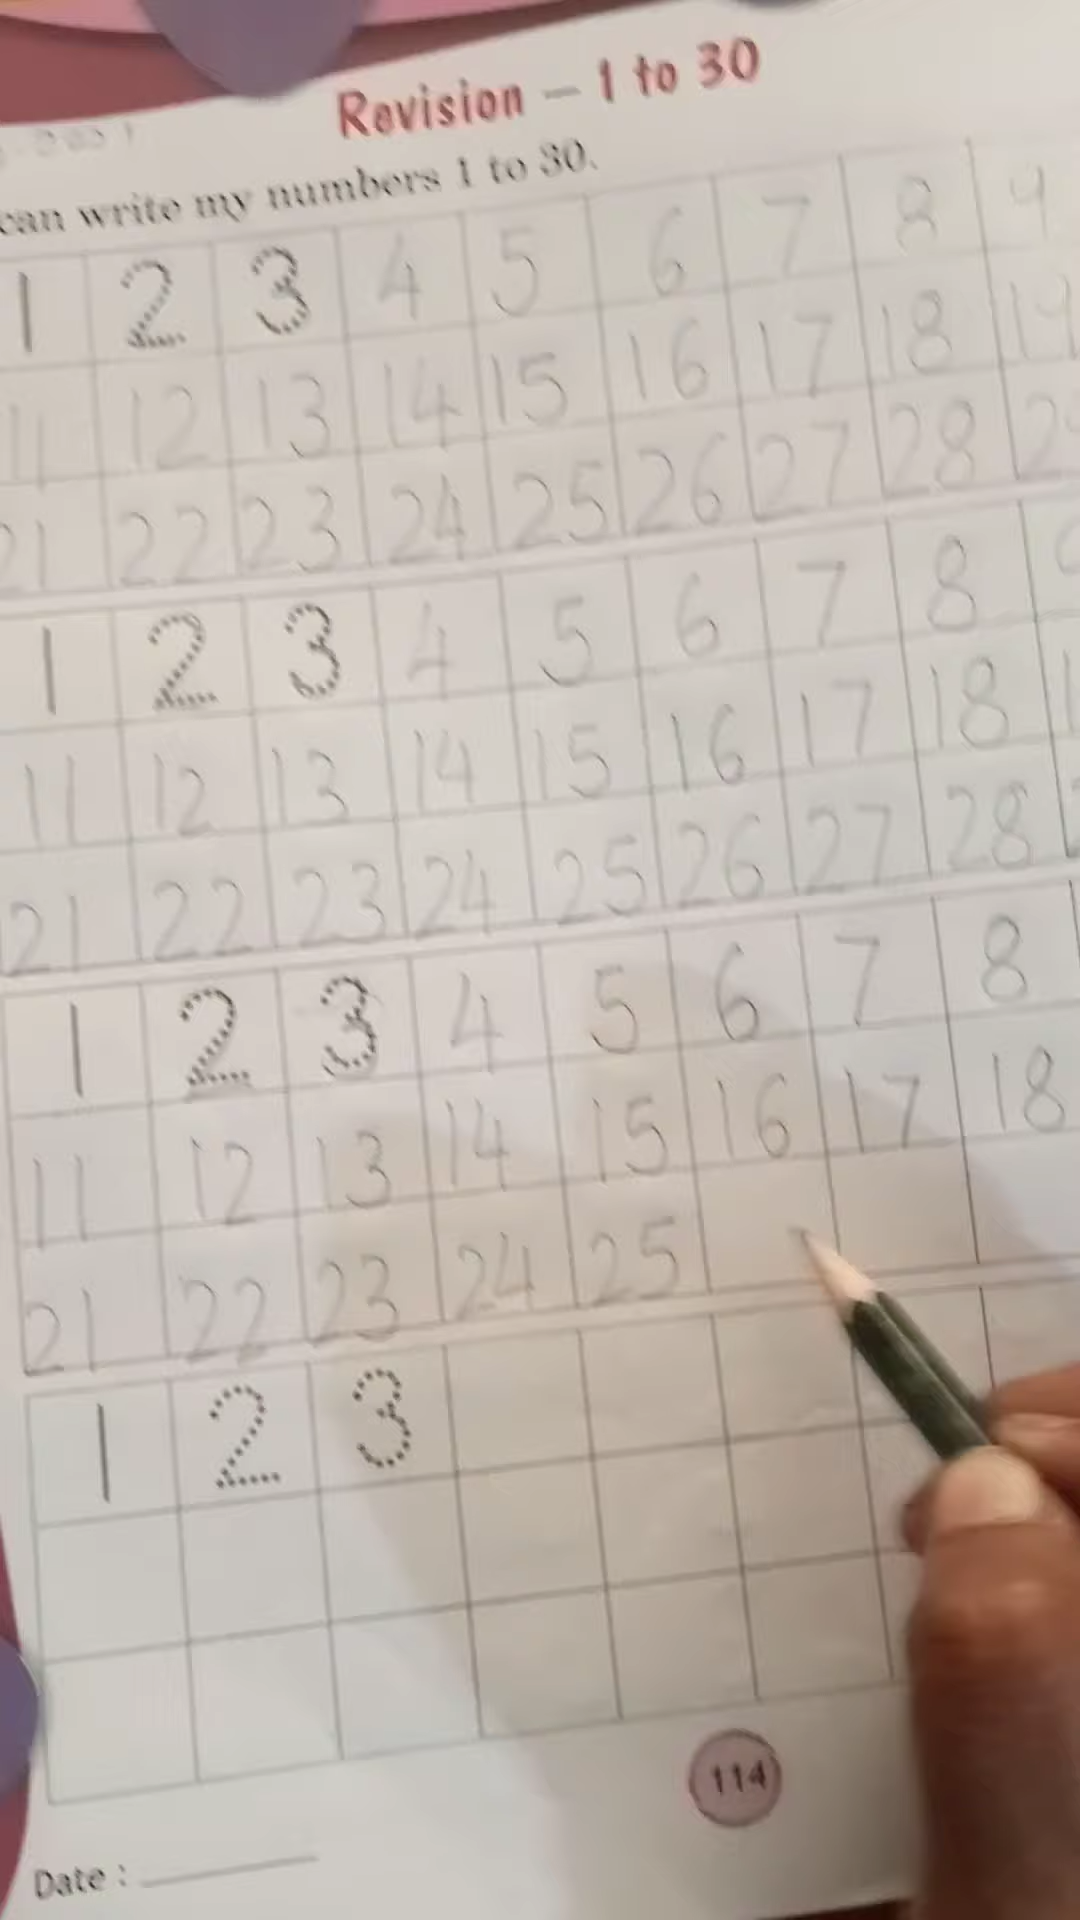 Revision – 1 to 30
can write my numbers 1 to 30.
1 2 3 4 5 6 7 8 9
11 12 13 14 15 16 17 18 19
21 22 23 24 25 26 27 28
1 2 3 4 5 6 7 8
11 12 13 14 15 16 17 18
21 22 23 24 25 26 27 28
1 2 3 4 5 6 7 8
11 12 13 14 15 16 17 18
21 22 23 24 25
1 2 3
114
Date :